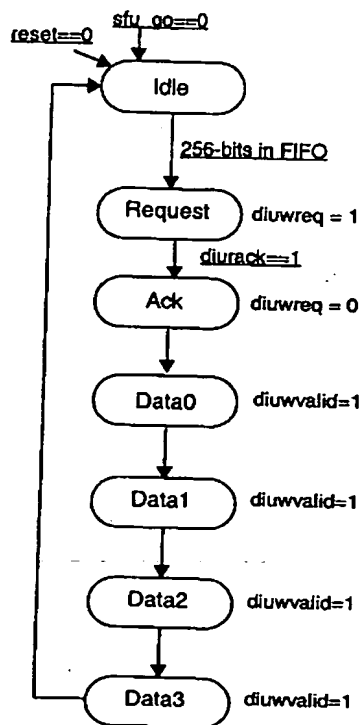 sfu_go==0
reset==0
Idle
256-bits in FIFO
Request diuwreq = 1
diurack==1
Ack diuwreq = 0
Data0 diuwvalid=1
Data1 diuwvalid=1
Data2 diuwvalid=1
Data3 diuwvalid=1